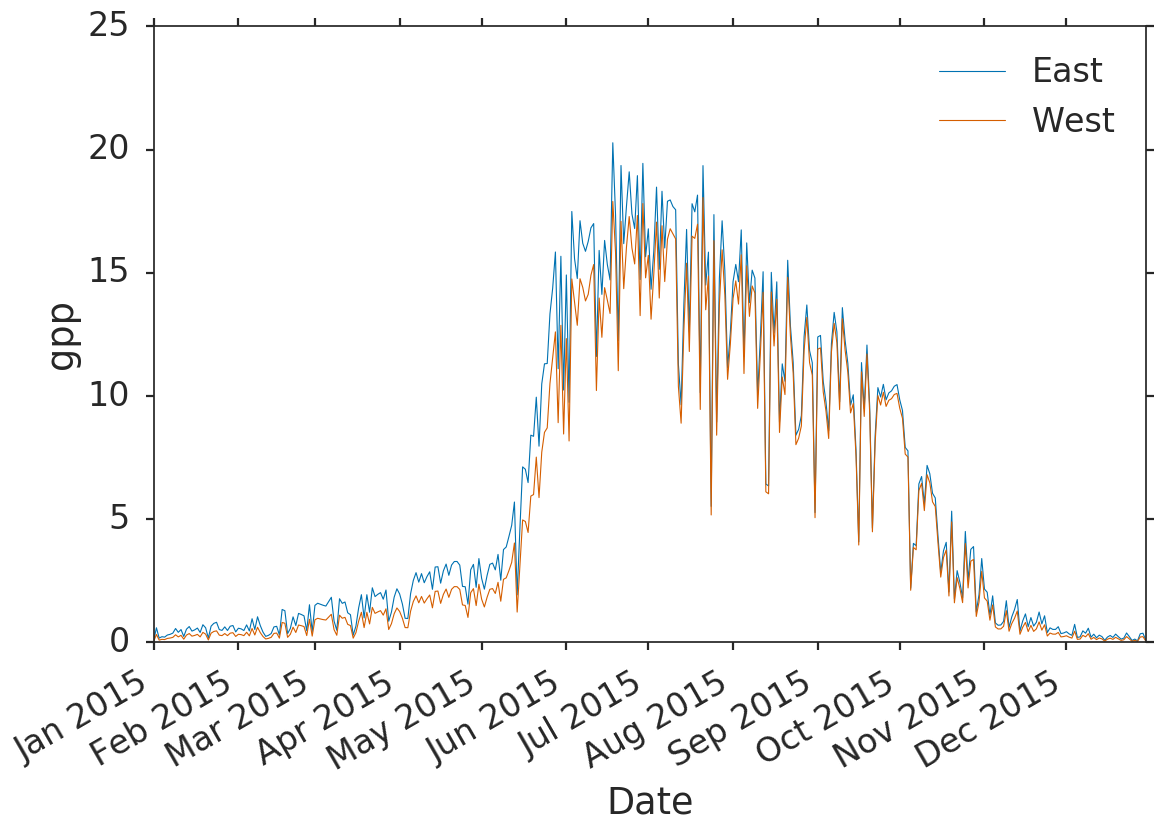 25
20
15
10
5
0
gpp
East
West
Jan 2015
Feb 2015
Mar 2015
Apr 2015
May 2015
Jun 2015
Jul 2015
Aug 2015
Sep 2015
Oct 2015
Nov 2015
Dec 2015
Date